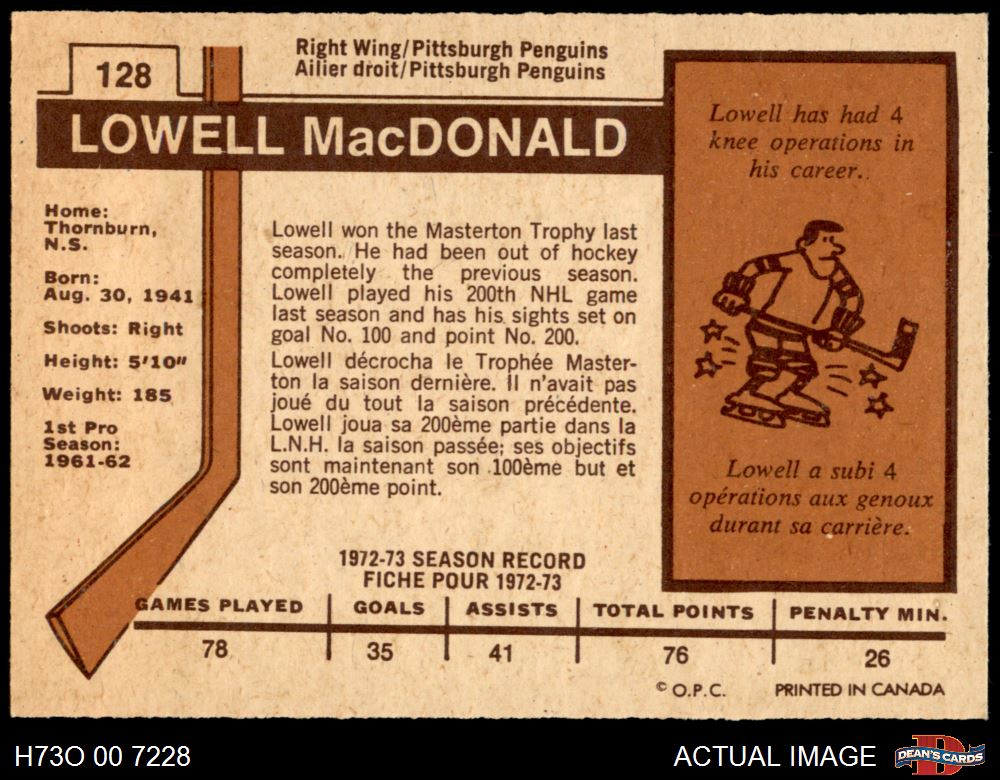 128
Right Wing/Pittsburgh Penguins
Ailier droit/Pittsburgh Penguins
LOWELL MacDONALD
Home:
Thornburn,
N.S.
Born:
Aug. 30, 1941
Shoots: Right
Height: 5'10"
Weight: 185
1st Pro
Season:
1961-62
Lowell won the Masterton Trophy last
season. He had been out of hockey
completely the previous season.
Lowell played his 200th NHL game
last season and has his sights set on
goal No. 100 and point No. 200.
Lowell décrocha le Trophée Master-
ton la saison dernière. Il n'avait pas
joué du tout la saison précédente.
Lowell joua sa 200ème partie dans la
L.N.H. la saison passée; ses objectifs
sont maintenant son 100ème but et
son 200ème point.
Lowell has had 4
knee operations in
his career..
Lowell a subi 4
opérations aux genoux
durant sa carrière.
1972-73 SEASON RECORD
FICHE POUR 1972-73
GAMES PLAYED GOALS ASSISTS TOTAL POINTS PENALTY MIN.
78 35 41 76 26
© O.P.C. PRINTED IN CANADA
H73O 00 7228 ACTUAL IMAGE
D
DEAN'S CARDS